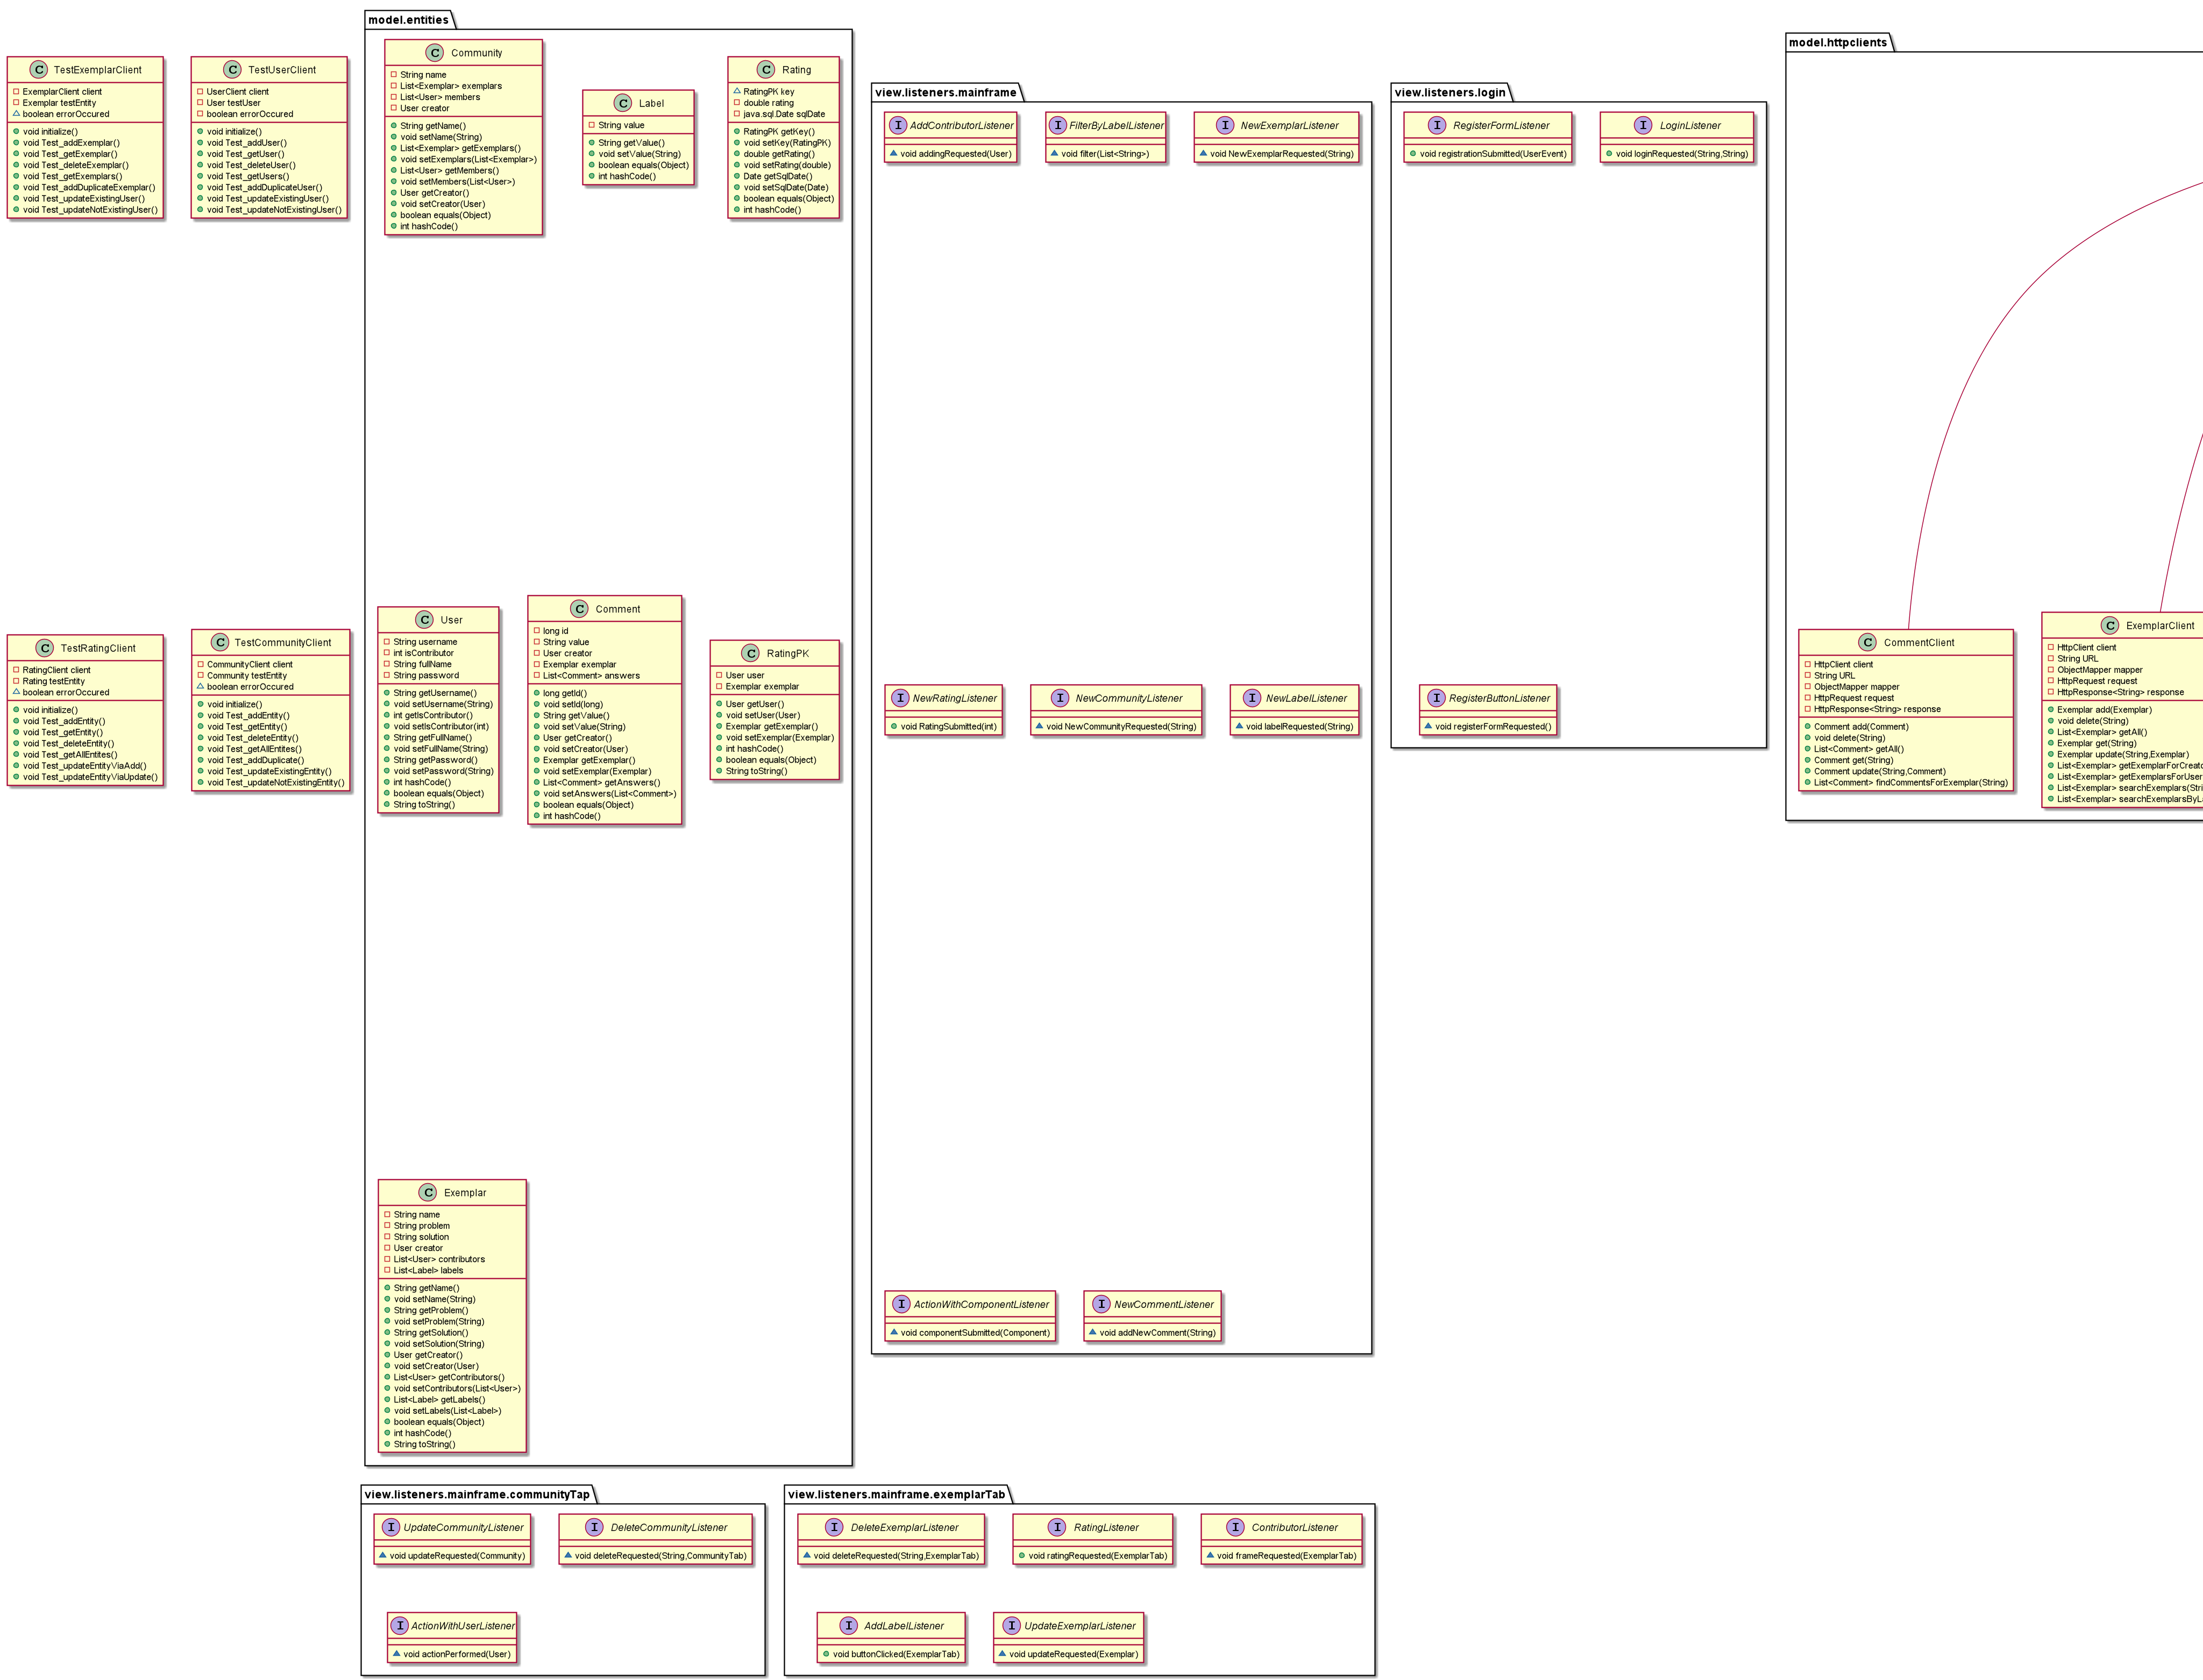 TestExemplarClient
ExemplarClient client
Exemplar testEntity
boolean errorOccured
void initialize()
void Test_addExemplar()
void Test_getExemplar()
void Test_deleteExemplar()
void Test_getExemplars()
void Test_addDuplicateExemplar()
void Test_updateExistingUser()
void Test_updateNotExistingUser()
TestUserClient
UserClient client
User testUser
boolean errorOccured
void initialize()
void Test_addUser()
void Test_getUser()
void Test_deleteUser()
void Test_getUsers()
void Test_addDuplicateUser()
void Test_updateExistingUser()
void Test_updateNotExistingUser()
model.entities
Community
String name
List<Exemplar> exemplars
List<User> members
User creator
String getName()
void setName(String)
List<Exemplar> getExemplars()
void setExemplars(List<Exemplar>)
List<User> getMembers()
void setMembers(List<User>)
User getCreator()
void setCreator(User)
boolean equals(Object)
int hashCode()
Label
String value
String getValue()
void setValue(String)
boolean equals(Object)
int hashCode()
Rating
RatingPK key
double rating
java.sql.Date sqlDate
RatingPK getKey()
void setKey(RatingPK)
double getRating()
void setRating(double)
Date getSqlDate()
void setSqlDate(Date)
boolean equals(Object)
int hashCode()
view.listeners.mainframe
AddContributorListener
void addingRequested(User)
FilterByLabelListener
void filter(List<String>)
NewExemplarListener
void NewExemplarRequested(String)
view.listeners.login
RegisterFormListener
void registrationSubmitted(UserEvent)
LoginListener
void loginRequested(String,String)
model.httpclients
TestRatingClient
RatingClient client
Rating testEntity
boolean errorOccured
void initialize()
void Test_addEntity()
void Test_getEntity()
void Test_deleteEntity()
void Test_getAllEntites()
void Test_updateEntityViaAdd()
void Test_updateEntityViaUpdate()
TestCommunityClient
CommunityClient client
Community testEntity
boolean errorOccured
void initialize()
void Test_addEntity()
void Test_getEntity()
void Test_deleteEntity()
void Test_getAllEntites()
void Test_addDuplicate()
void Test_updateExistingEntity()
void Test_updateNotExistingEntity()
User
String username
int isContributor
String fullName
String password
String getUsername()
void setUsername(String)
int getIsContributor()
void setIsContributor(int)
String getFullName()
void setFullName(String)
String getPassword()
void setPassword(String)
int hashCode()
boolean equals(Object)
String toString()
Comment
long id
String value
User creator
Exemplar exemplar
List<Comment> answers
long getId()
void setId(long)
String getValue()
void setValue(String)
User getCreator()
void setCreator(User)
Exemplar getExemplar()
void setExemplar(Exemplar)
List<Comment> getAnswers()
void setAnswers(List<Comment>)
boolean equals(Object)
int hashCode()
RatingPK
User user
Exemplar exemplar
User getUser()
void setUser(User)
Exemplar getExemplar()
void setExemplar(Exemplar)
int hashCode()
boolean equals(Object)
String toString()
NewRatingListener
void RatingSubmitted(int)
NewCommunityListener
void NewCommunityRequested(String)
NewLabelListener
void labelRequested(String)
RegisterButtonListener
void registerFormRequested()
CommentClient
HttpClient client
String URL
ObjectMapper mapper
HttpRequest request
HttpResponse<String> response
Comment add(Comment)
void delete(String)
List<Comment> getAll()
Comment get(String)
Comment update(String,Comment)
List<Comment> findCommentsForExemplar(String)
ExemplarClient
HttpClient client
String URL
ObjectMapper mapper
HttpRequest request
HttpResponse<String> response
Exemplar add(Exemplar)
void delete(String)
List<Exemplar> getAll()
Exemplar get(String)
Exemplar update(String,Exemplar)
List<Exemplar>
List<Exemplar> getExemplarsForUser
List<Exemplar>
List<Exemplar>
Exemplar
String name
String problem
String solution
User creator
List<User> contributors
List<Label> labels
String getName()
void setName(String)
String getProblem()
void setProblem(String)
String getSolution()
void setSolution(String)
User getCreator()
void setCreator(User)
List<User> getContributors()
void setContributors(List<User>)
List<Label> getLabels()
void setLabels(List<Label>)
boolean equals(Object)
int hashCode()
String toString()
ActionWithComponentListener
void componentSubmitted(Component)
NewCommentListener
void addNewComment(String)
view.listeners.mainframe.communityTap
UpdateCommunityListener
void updateRequested(Community)
DeleteCommunityListener
void deleteRequested(String,CommunityTab)
ActionWithUserListener
void actionPerformed(User)
view.listeners.mainframe.exemplarTab
DeleteExemplarListener
void deleteRequested(String,ExemplarTab)
RatingListener
void ratingRequested(ExemplarTab)
ContributorListener
void frameRequested(ExemplarTab)
AddLabelListener
void buttonClicked(ExemplarTab)
UpdateExemplarListener
void updateRequested(Exemplar)